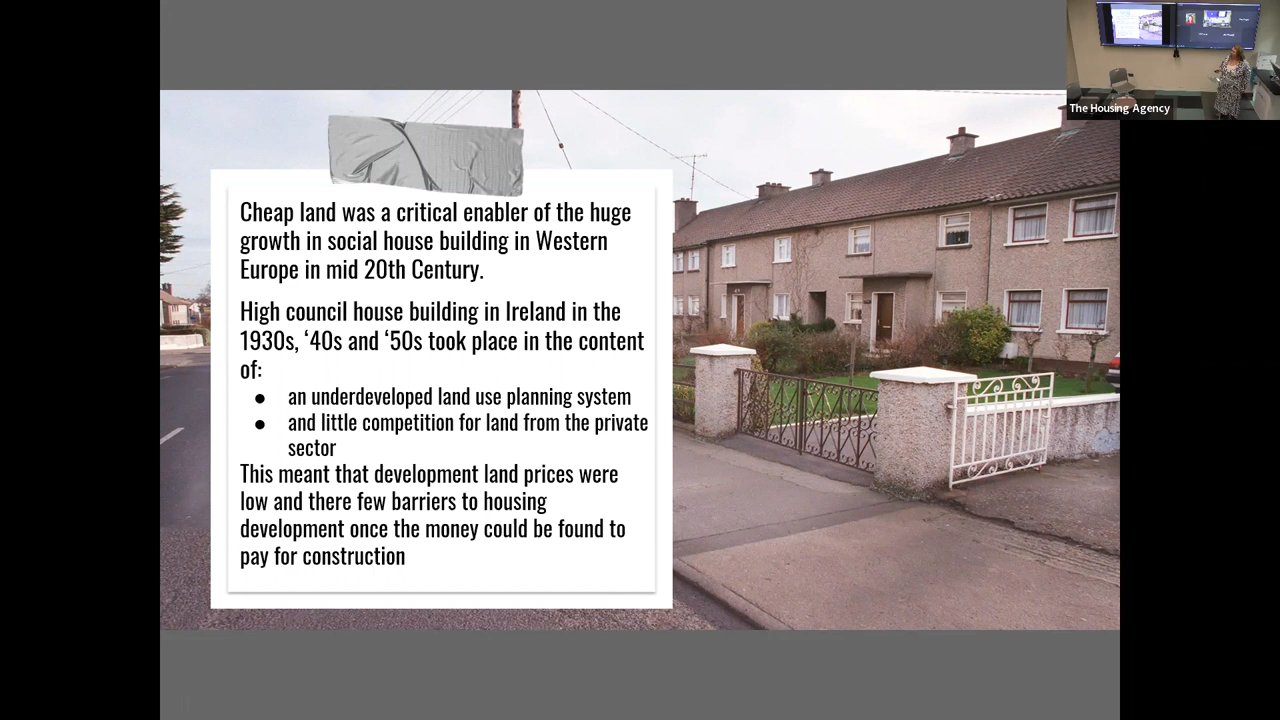 The Housing Agency
Cheap land was a critical enabler of the huge
growth in social house building in Western
Europe in mid 20th Century.
High council house building in Ireland in the
1930s, ‘40s and ‘50s took place in the content
of:
● an underdeveloped land use planning system
● and little competition for land from the private
sector
This meant that development land prices were
low and there few barriers to housing
development once the money could be found to
pay for construction